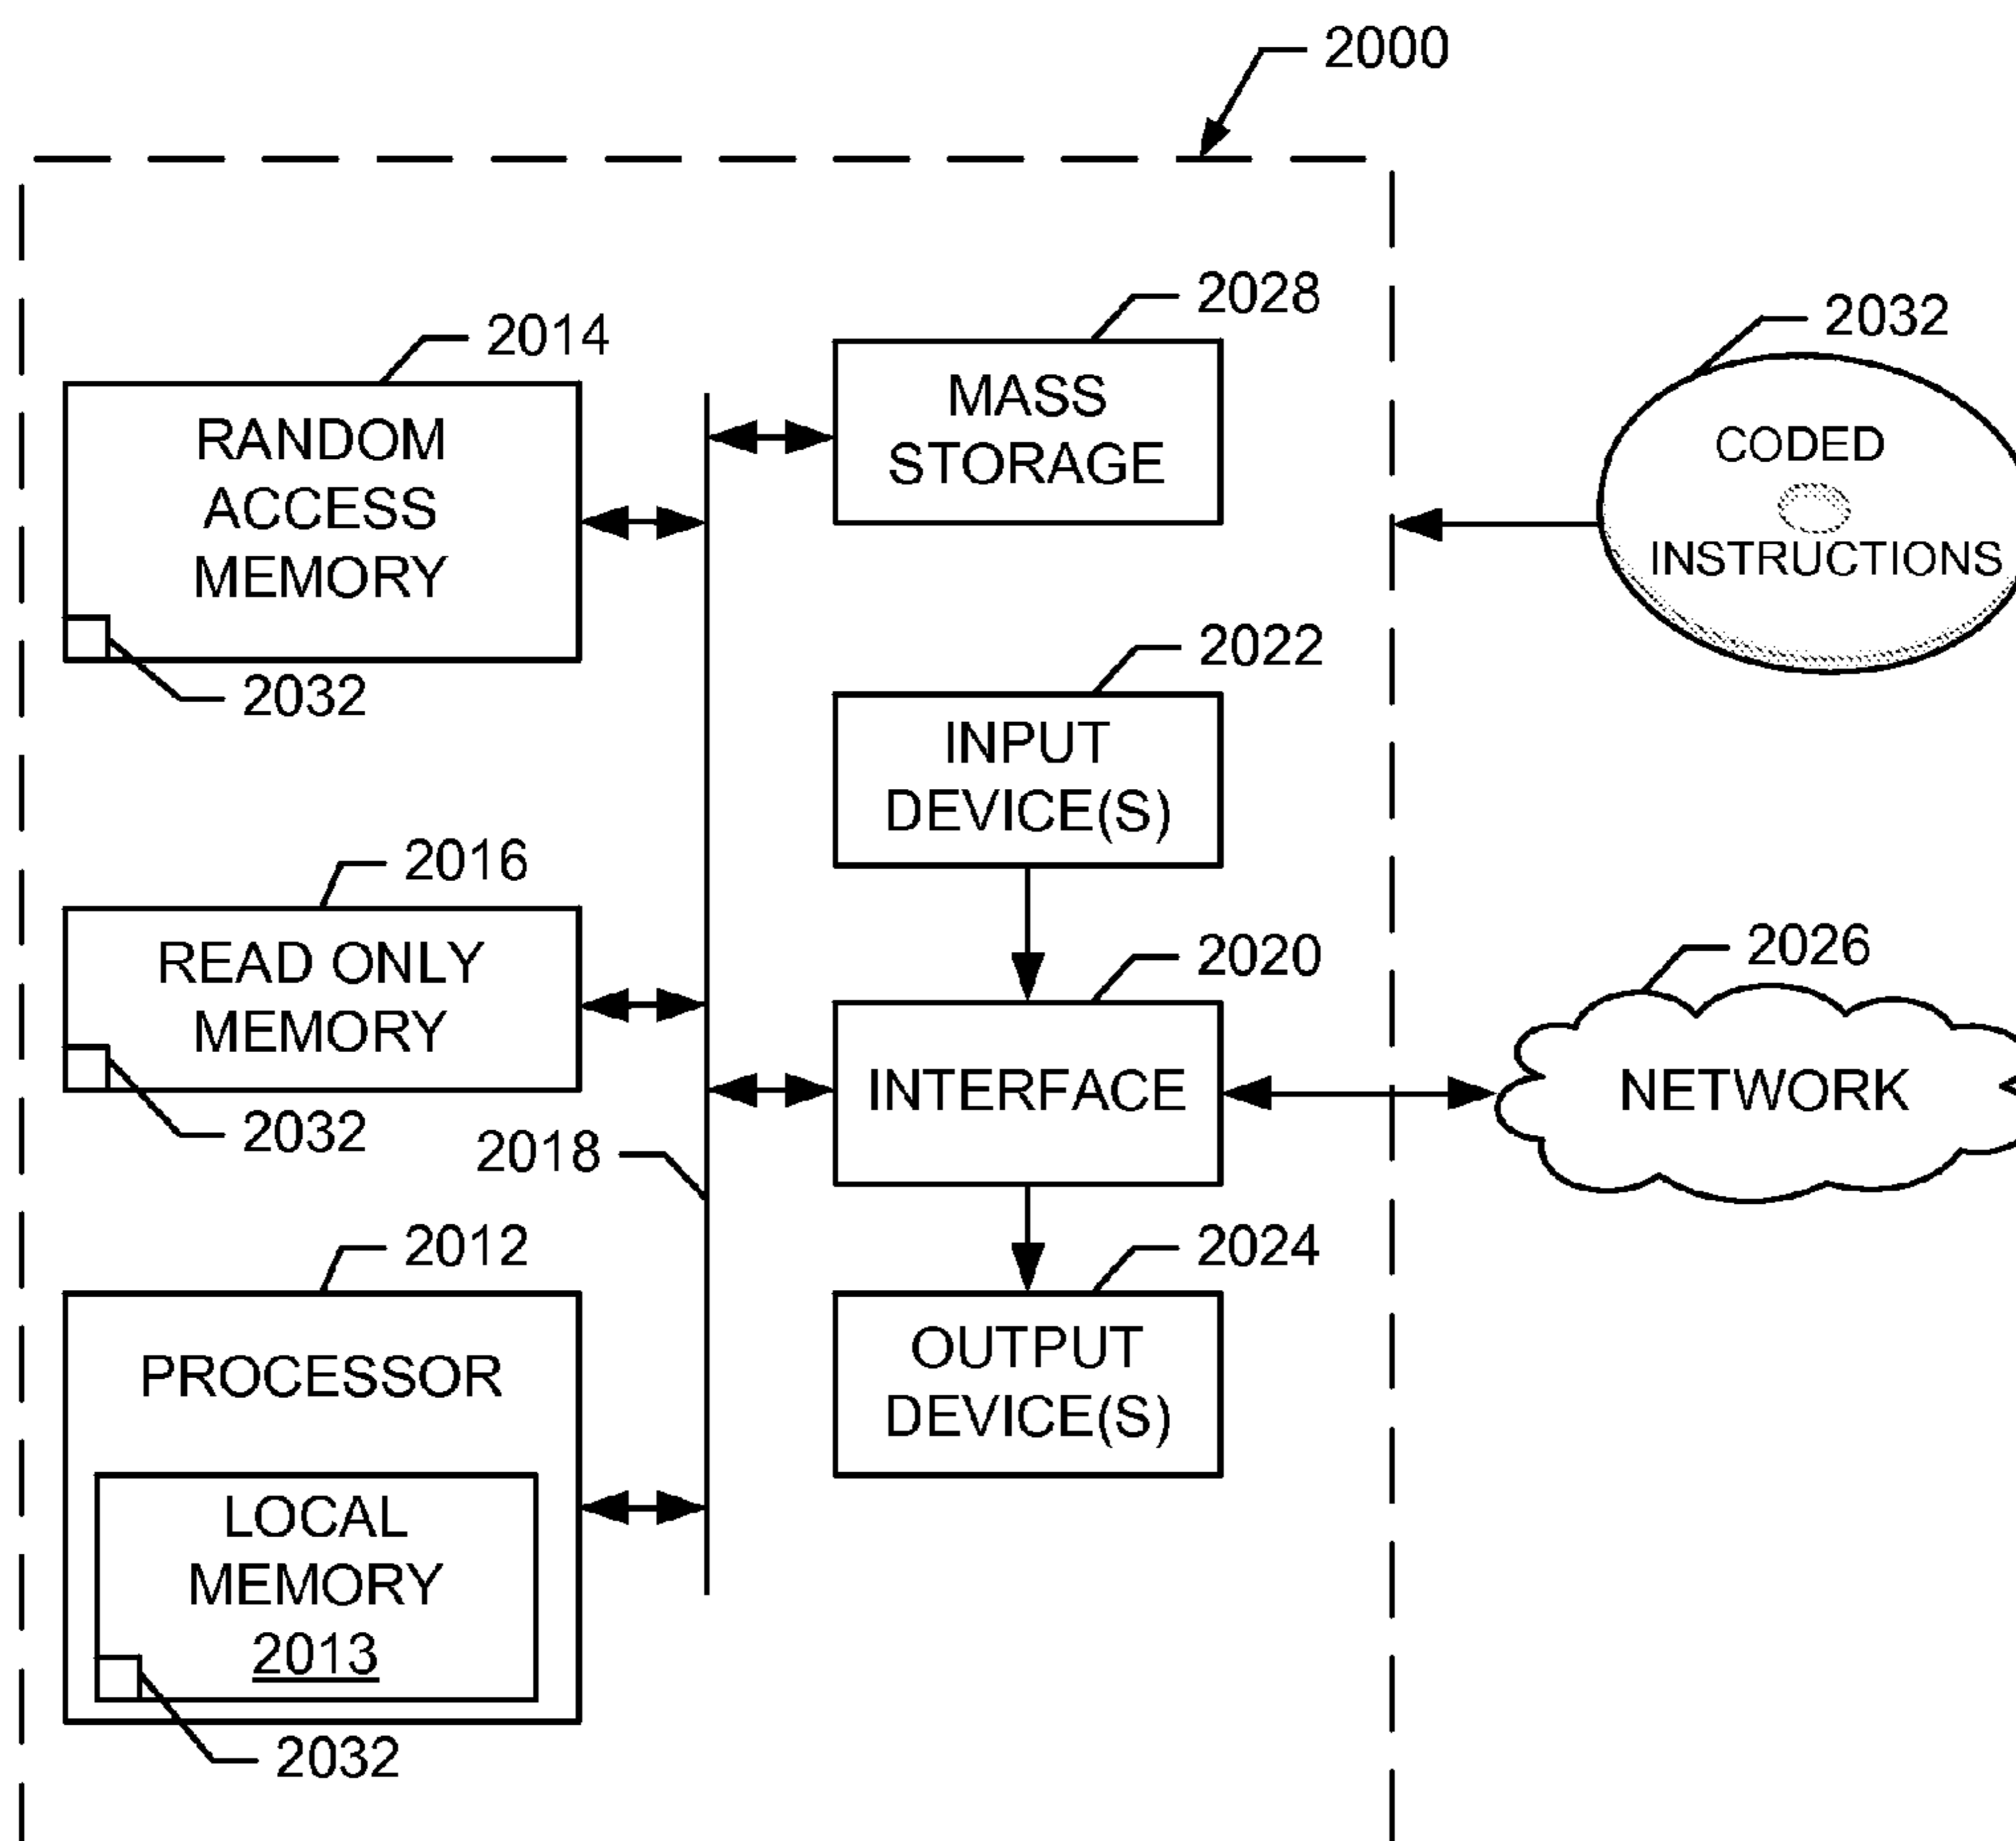 2000
2028
MASS
STORAGE
2014
RANDOM
ACCESS
MEMORY
2032
2032
CODED
INSTRUCTIONS
2022
INPUT
DEVICE(S)
2016
READ ONLY
MEMORY
2032
2020
INTERFACE
2026
NETWORK
2018
2012
PROCESSOR
LOCAL
MEMORY
2013
2032
2024
OUTPUT
DEVICE(S)